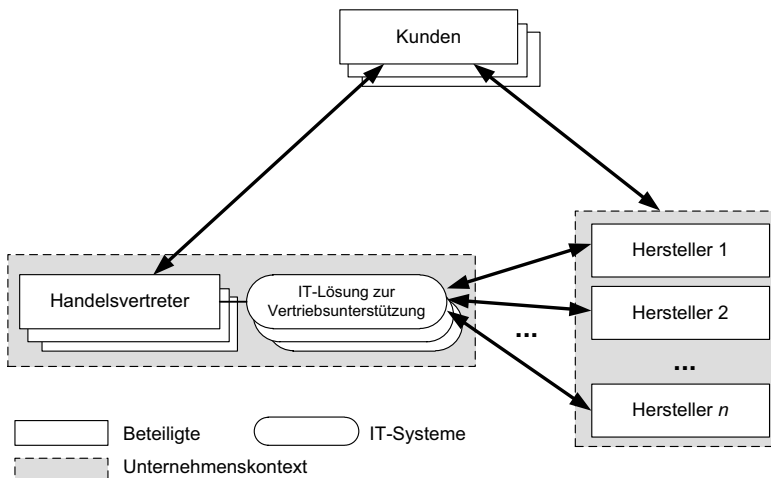 Kunden
Hersteller 1
Handelsvertreter
IT-Lösung zur
Vertriebsunterstützung
Hersteller 2
...
...
Hersteller n
Beteiligte
IT-Systeme
Unternehmenskontext